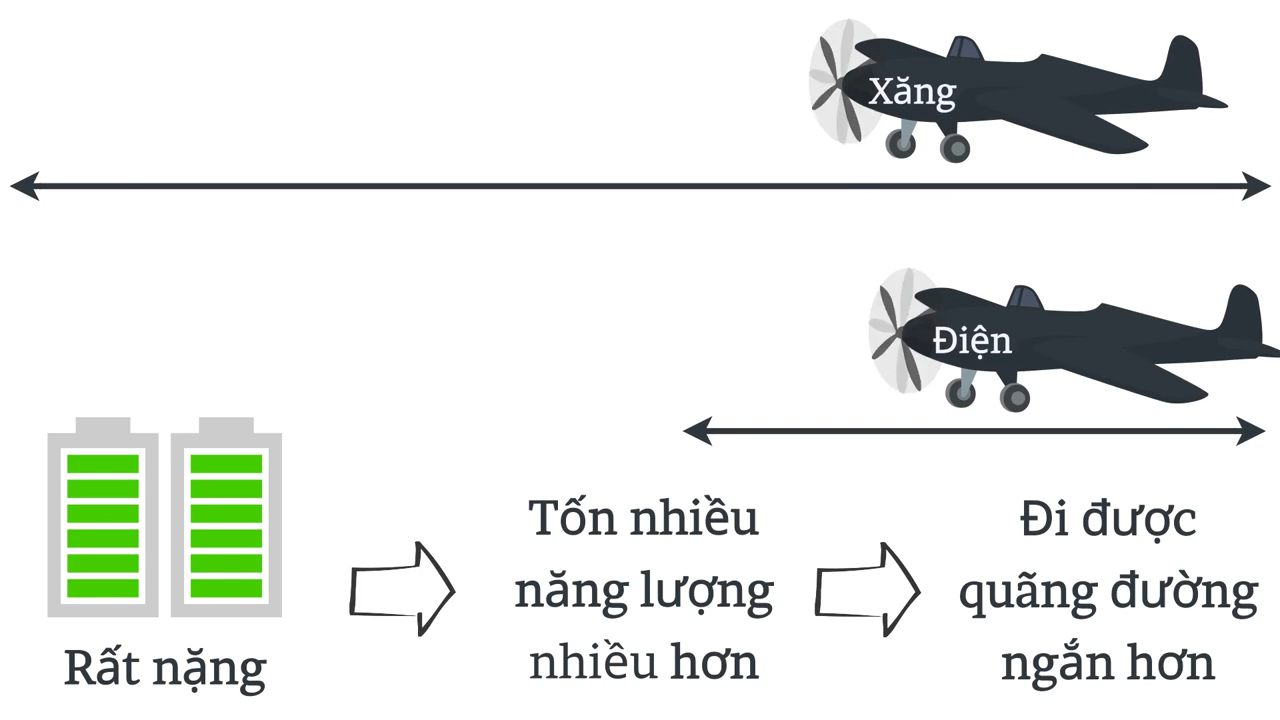 Xăng
Điện
Rất nặng
Tốn nhiều
năng lượng
nhiều hơn
Đi được
quãng đường
ngắn hơn